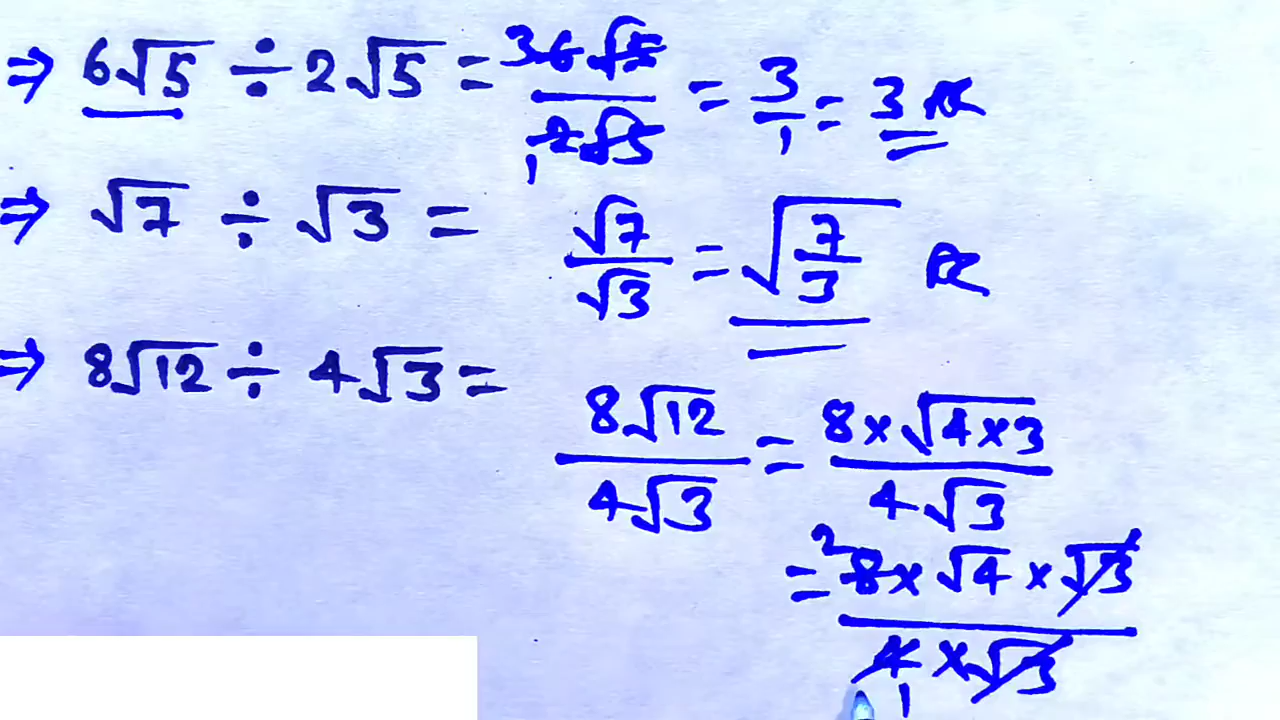 ⇒ 6√5 ÷ 2√5 = 3 6√5 / 1 2√5 = 3/1 = 3
⇒ √7 ÷ √3 = √7/√3 = √(7/3)
⇒ 8√12 ÷ 4√3 = 8√12 / 4√3 = 8×√(4×3) / 4√3
= 2 8×√4×√3 / 4×√3 1